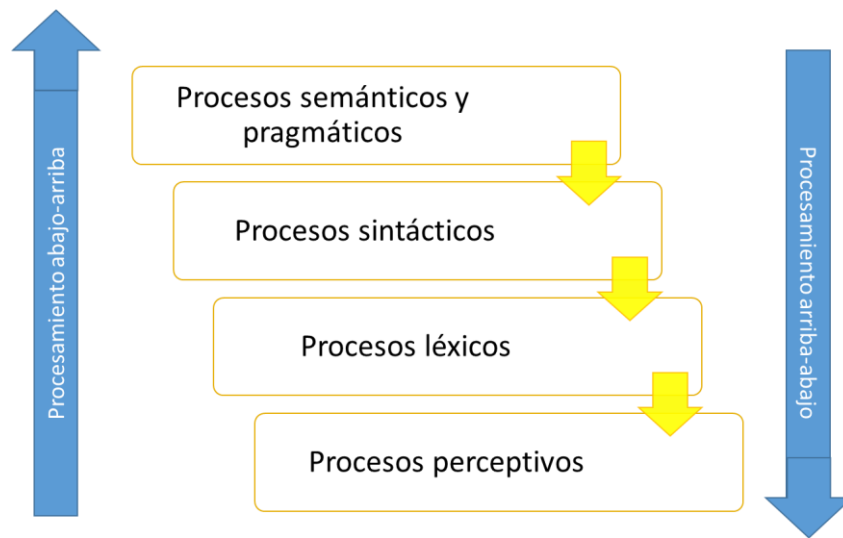 Procesamiento abajo-arriba
Procesos semánticos y
pragmáticos
Procesos sintácticos
Procesos léxicos
Procesos perceptivos
Procesamiento arriba-abajo